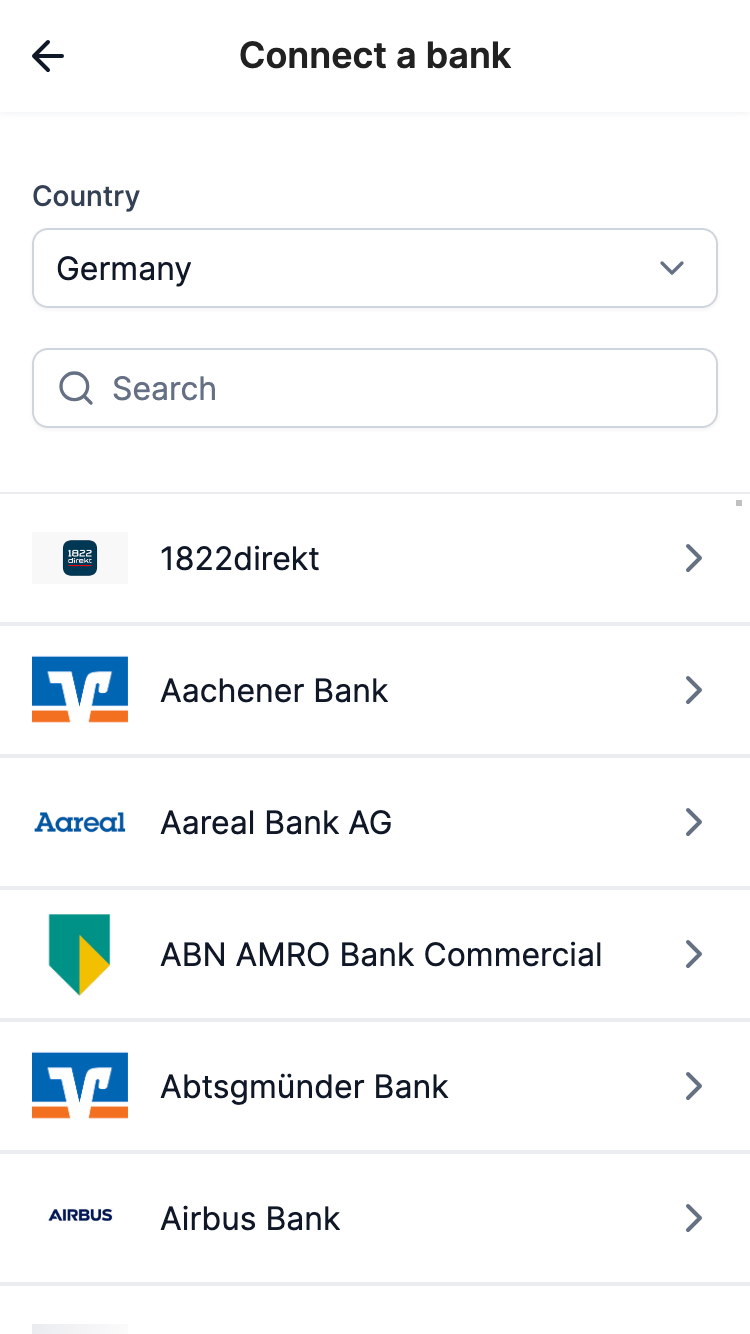 Connect a bank
Country
Germany
Search
1822
direkt
1822direkt
Aachener Bank
Aareal
Aareal Bank AG
ABN AMRO Bank Commercial
Abtsgmünder Bank
AIRBUS
Airbus Bank